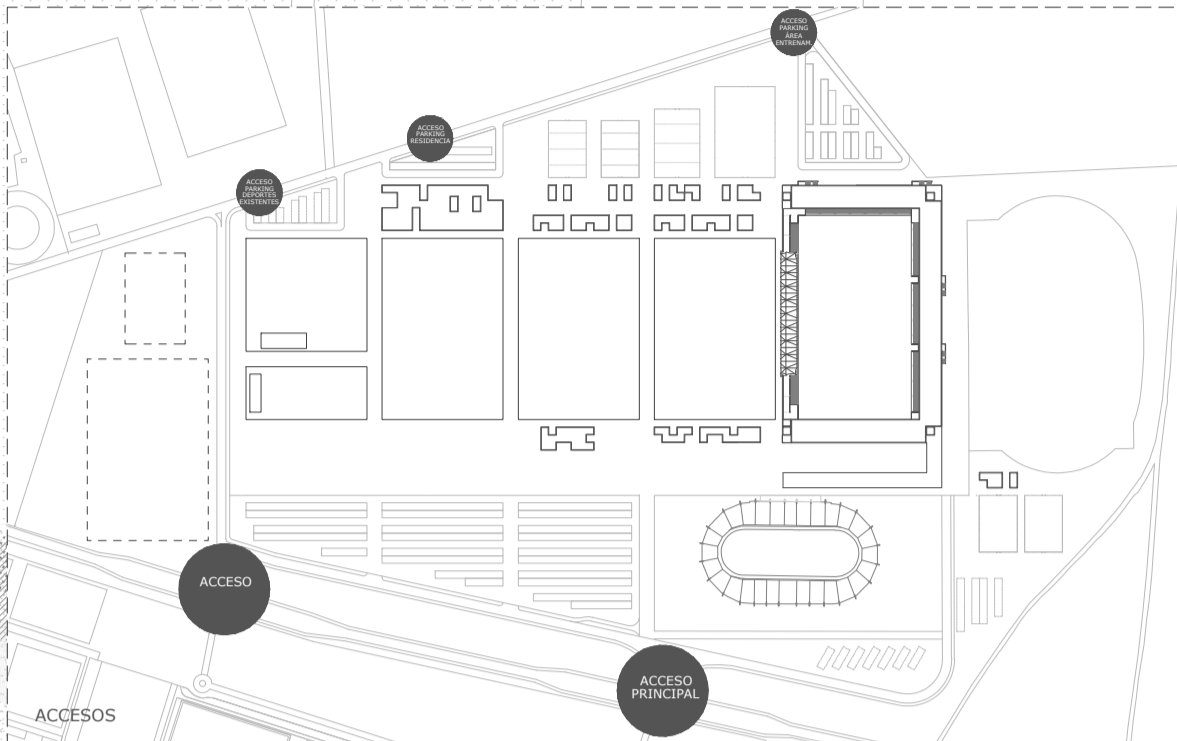 ACCESO
PARKING
ÁREA
ENTRENAM.
ACCESO
PARKING
RESIDENCIA
ACCESO
PARKING
DEPORTES
EXISTENTES
ACCESO
ACCESO
PRINCIPAL
ACCESOS